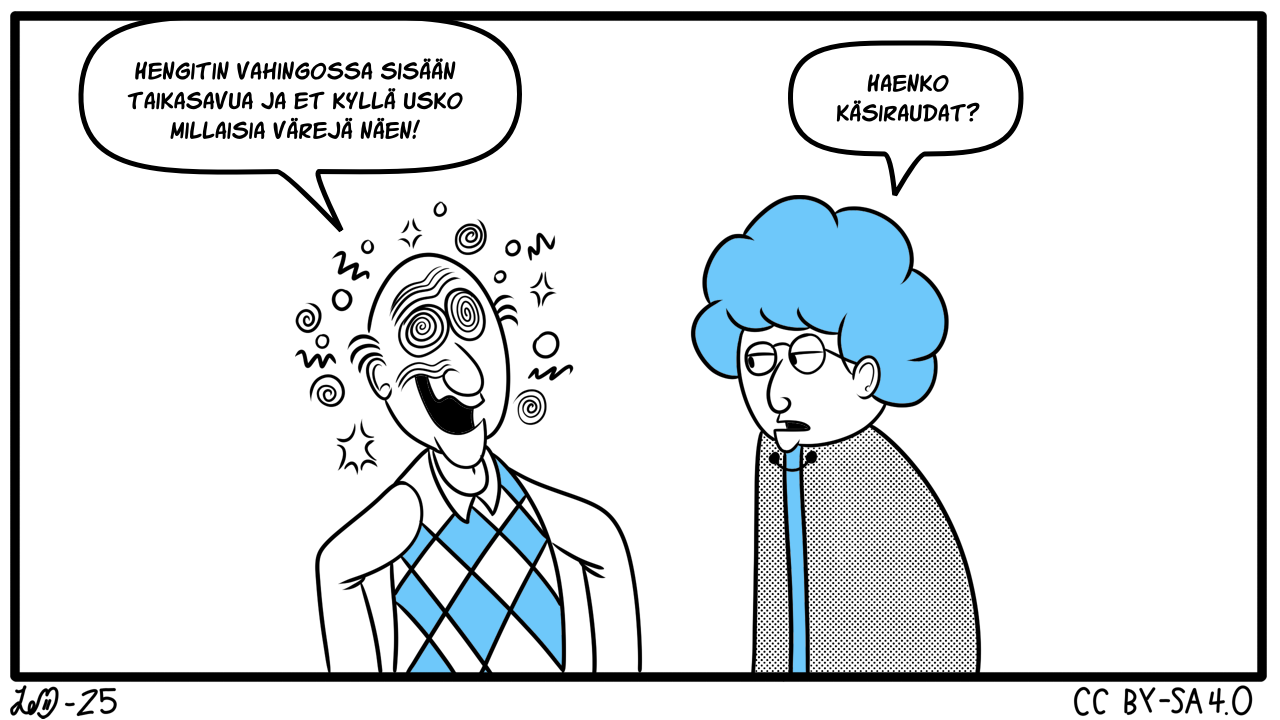 HENGITIN VAHINGOSSA SISÄÄN
TAIKASAVUA JA ET KYLLÄ USKO
MILLAISIA VÄREJÄ NÄEN!
HAENKO
KÄSIRAUDAT?
-25
CC BY-SA 4.0